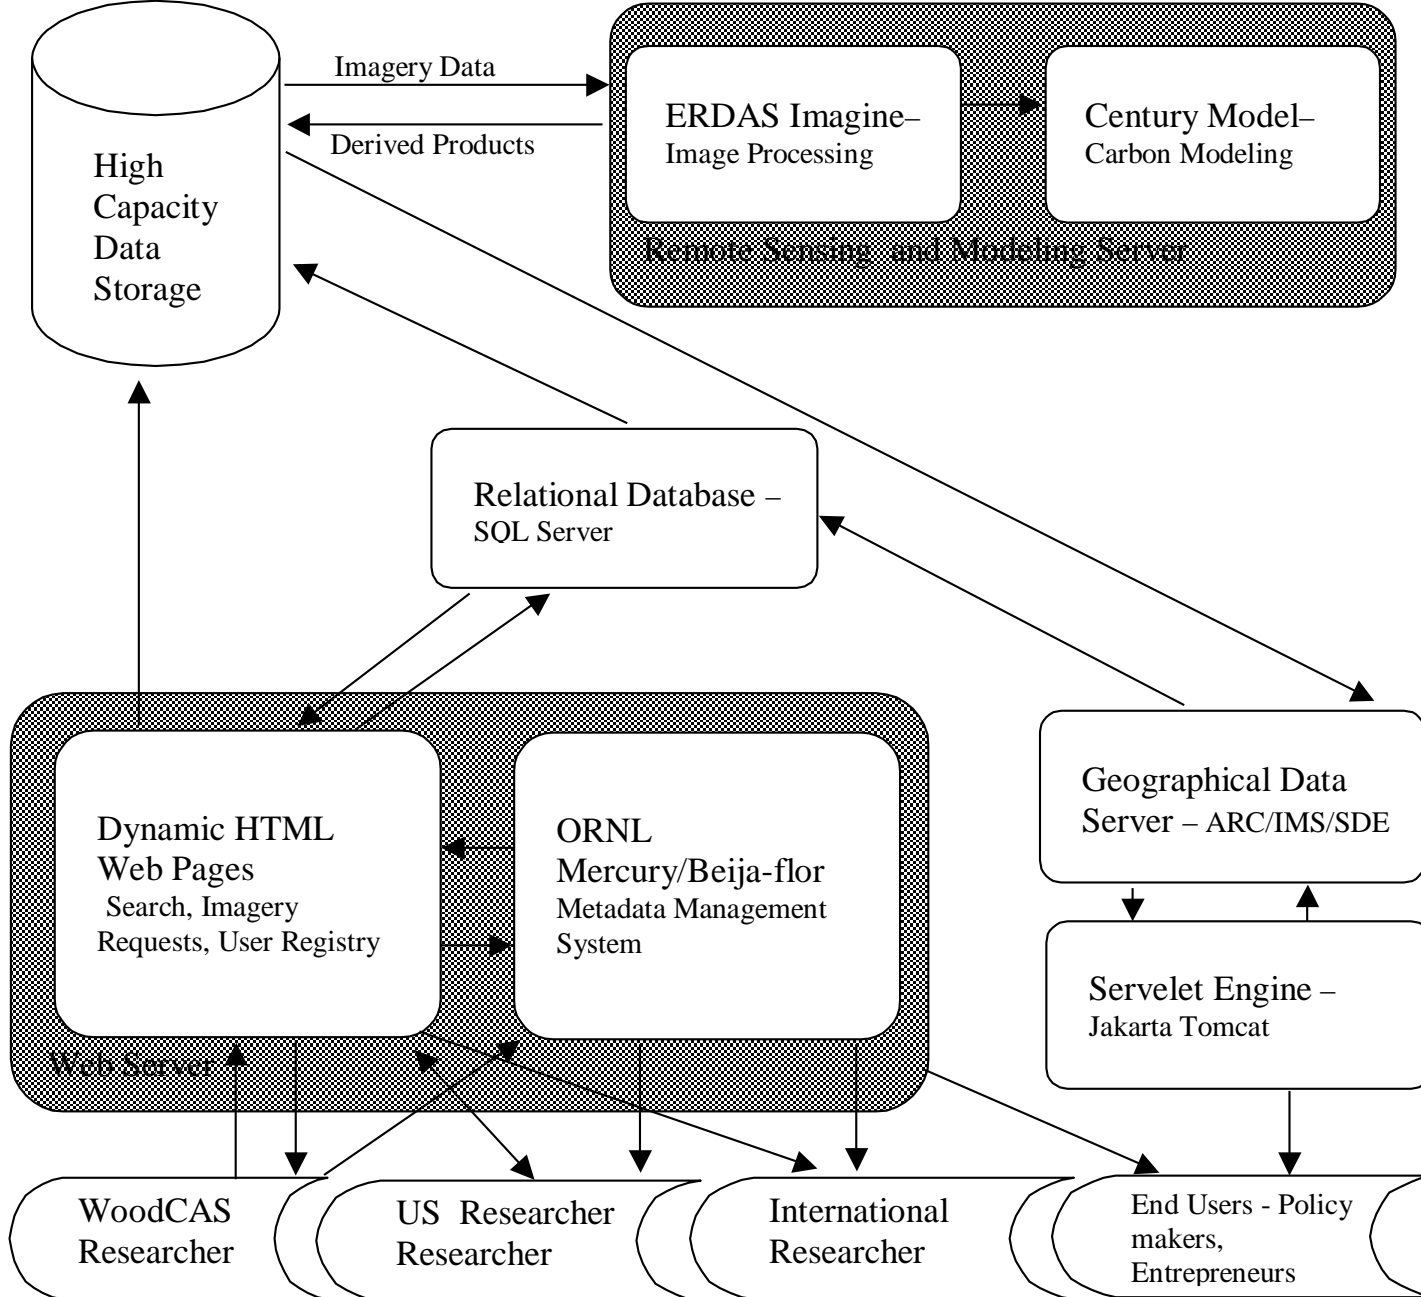 Imagery Data
Derived Products
High
Capacity
Data
Storage
ERDAS Imagine–
Image Processing
Century Model–
Carbon Modeling
Remote Sensing and Modeling Server
Relational Database –
SQL Server
Dynamic HTML
Web Pages
Search, Imagery
Requests, User Registry
ORNL
Mercury/Beija-flor
Metadata Management
System
Web Server
Geographical Data
Server – ARC/IMS/SDE
Servelet Engine –
Jakarta Tomcat
WoodCAS
Researcher
US Researcher
Researcher
International
Researcher
End Users - Policy
makers,
Entrepreneurs